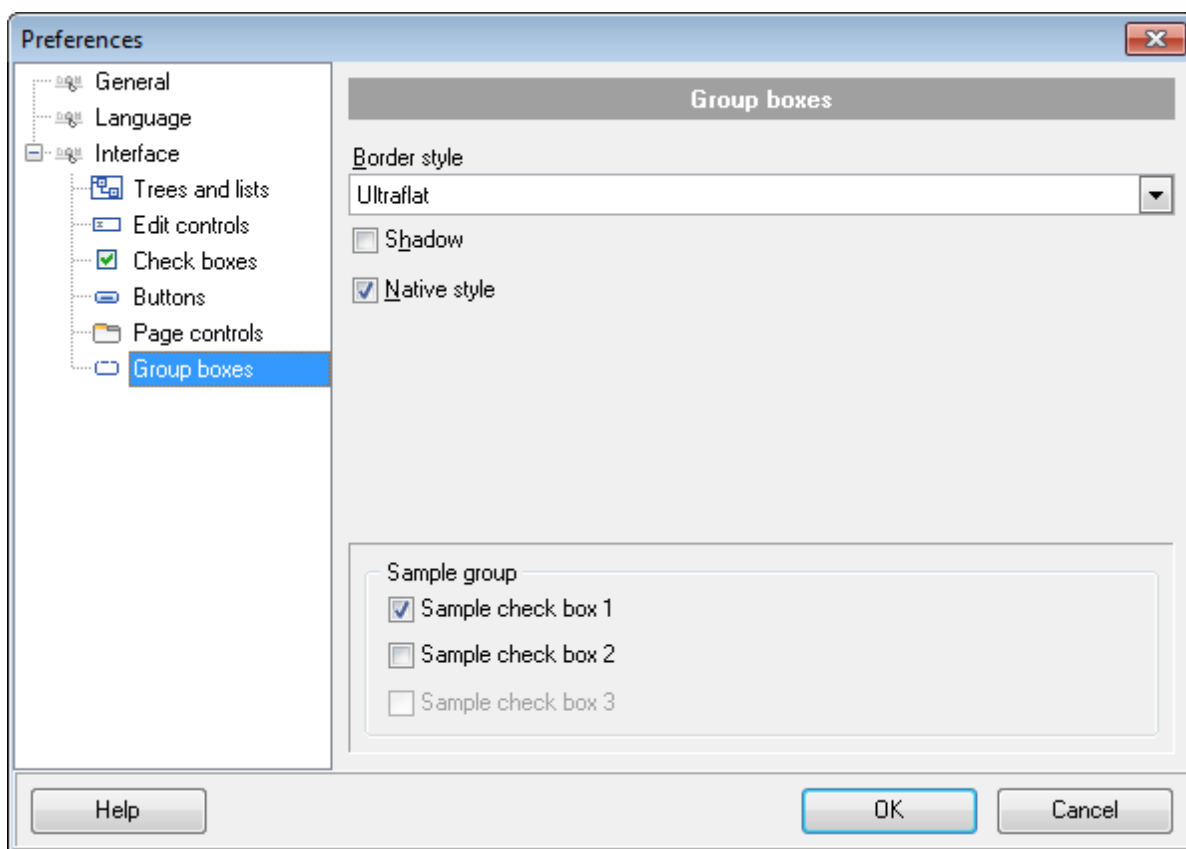 Preferences
General
Language
Interface
Trees and lists
Edit controls
Check boxes
Buttons
Page controls
Group boxes
Group boxes
Border style
Ultraflat
Shadow
Native style
Sample group
Sample check box 1
Sample check box 2
Sample check box 3
Help
OK
Cancel